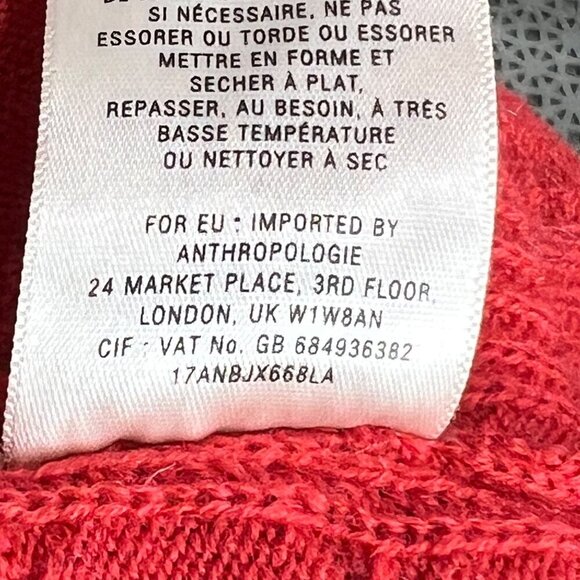 SI NÉCESSAIRE, NE PAS
ESSORER OU TORDE OU ESSORER
METTRE EN FORME ET
SECHER À PLAT,
REPASSER, AU BESOIN, À TRÈS
BASSE TEMPÉRATURE
OU NETTOYER À SEC
FOR EU : IMPORTED BY
ANTHROPOLOGIE
24 MARKET PLACE, 3RD FLOOR,
LONDON, UK W1W8AN
CIF : VAT No. GB 684936382
17ANBJX668LA